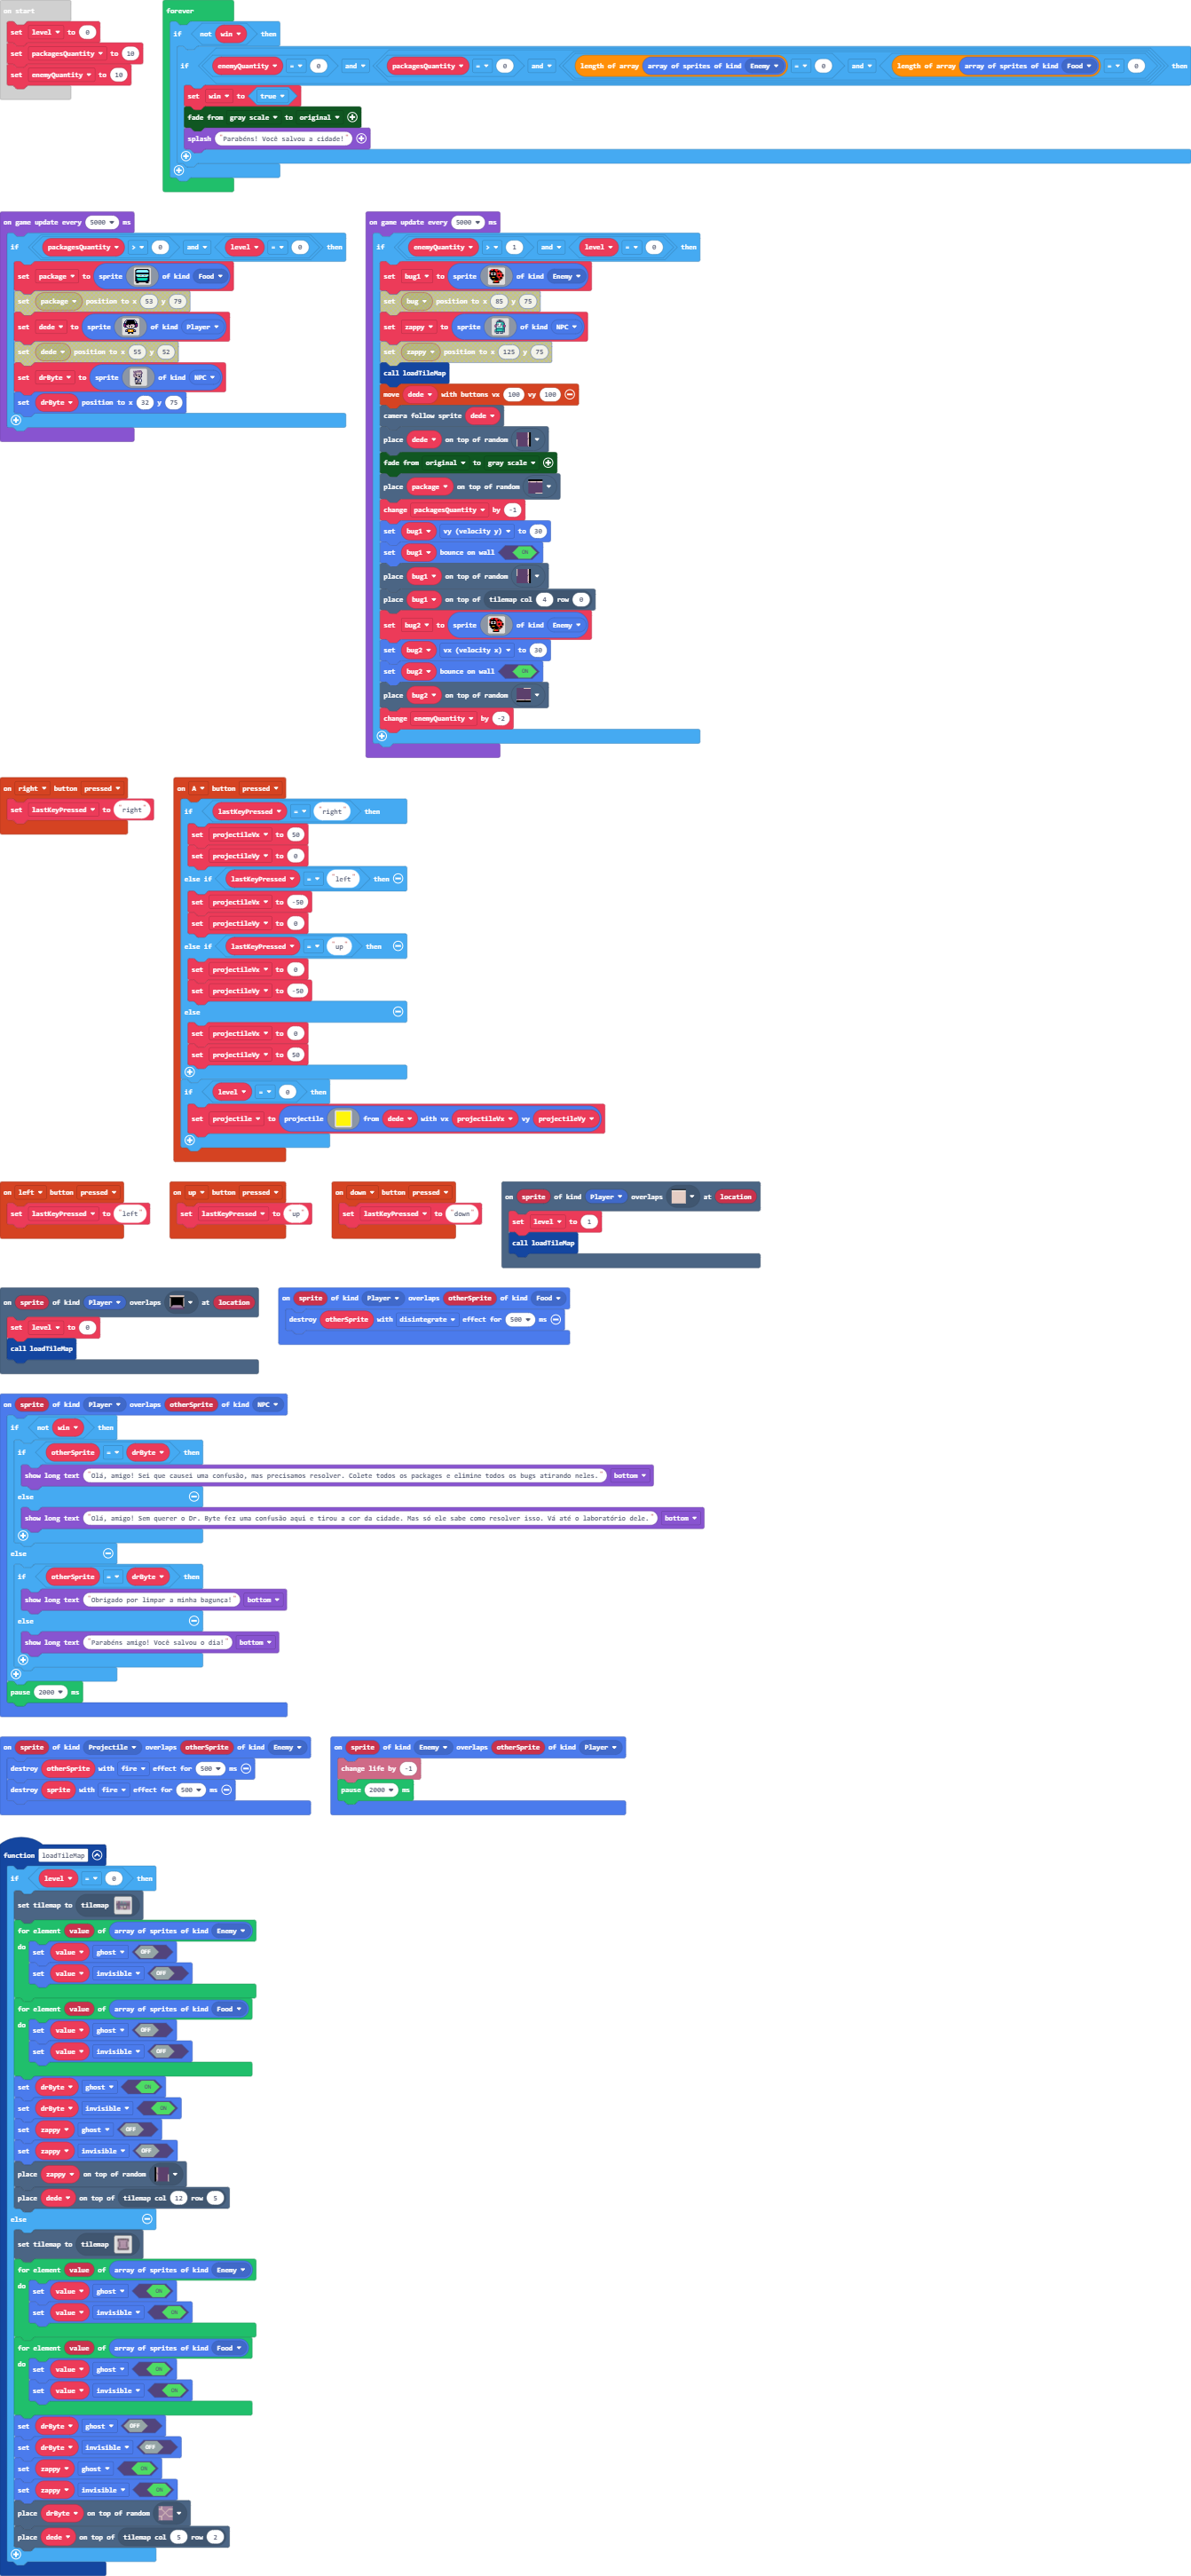 on start
set level to 0
set packagesQuantity to 10
set enemyQuantity to 10
forever
if not win then
if enemyQuantity = 0 and packagesQuantity = 0 and length of array array of sprites of kind Enemy = 0 and length of array array of sprites of kind Food = 0 then
set win to true
fade from gray scale to original
splash "Parabéns! Você salvou a cidade!"
on game update every 5000 ms
if packagesQuantity > 0 and level = 0 then
set package to sprite of kind Food
set package position to x 53 y 79
set dede to sprite of kind Player
set dede position to x 55 y 52
set drByte to sprite of kind NPC
set drByte position to x 32 y 75
on game update every 5000 ms
if enemyQuantity > 1 and level = 0 then
set bug1 to sprite of kind Enemy
set bug position to x 85 y 75
set zappy to sprite of kind NPC
set zappy position to x 125 y 75
call loadTileMap
move dede with buttons vx 100 vy 100
camera follow sprite dede
place dede on top of random
fade from original to gray scale
place package on top of random
change packagesQuantity by -1
set bug1 vy (velocity y) to 30
set bug1 bounce on wall ON
place bug1 on top of random
place bug1 on top of tilemap col 4 row 0
set bug2 to sprite of kind Enemy
set bug2 vx (velocity x) to 30
set bug2 bounce on wall ON
place bug2 on top of random
change enemyQuantity by -2
on right button pressed
set lastKeyPressed to "right"
on A button pressed
if lastKeyPressed = "right" then
set projectileVx to 50
set projectileVy to 0
else if lastKeyPressed = "left" then
set projectileVx to -50
set projectileVy to 0
else if lastKeyPressed = "up" then
set projectileVx to 0
set projectileVy to -50
else
set projectileVx to 0
set projectileVy to 50
if level = 0 then
set projectile to projectile from dede with vx projectileVx vy projectileVy
on left button pressed
set lastKeyPressed to "left"
on up button pressed
set lastKeyPressed to "up"
on down button pressed
set lastKeyPressed to "down"
on sprite of kind Player overlaps at location
set level to 1
call loadTileMap
on sprite of kind Player overlaps at location
set level to 0
call loadTileMap
on sprite of kind Player overlaps otherSprite of kind Food
destroy otherSprite with disintegrate effect for 500 ms
on sprite of kind Player overlaps otherSprite of kind NPC
if not win then
if otherSprite = drByte then
show long text "Olá, amigo! Sei que causei uma confusão, mas precisamos resolver. Colete todos os packages e elimine todos os bugs atirando neles." bottom
else
show long text "Olá, amigo! Sem querer o Dr. Byte fez uma confusão aqui e tirou a cor da cidade. Mas só ele sabe como resolver isso. Vá até o laboratório dele." bottom
else
if otherSprite = drByte then
show long text "Obrigado por limpar a minha bagunça!" bottom
else
show long text "Parabéns amigo! Você salvou o dia!" bottom
pause 2000 ms
on sprite of kind Projectile overlaps otherSprite of kind Enemy
destroy otherSprite with fire effect for 500 ms
destroy sprite with fire effect for 500 ms
on sprite of kind Enemy overlaps otherSprite of kind Player
change life by -1
pause 2000 ms
function loadTileMap
if level = 0 then
set tilemap to tilemap
for element value of array of sprites of kind Enemy
do set value ghost OFF
set value invisible OFF
for element value of array of sprites of kind Food
do set value ghost OFF
set value invisible OFF
set drByte ghost ON
set drByte invisible ON
set zappy ghost OFF
set zappy invisible OFF
place zappy on top of random
place dede on top of tilemap col 12 row 5
else
set tilemap to tilemap
for element value of array of sprites of kind Enemy
do set value ghost ON
set value invisible ON
for element value of array of sprites of kind Food
do set value ghost ON
set value invisible ON
set drByte ghost OFF
set drByte invisible OFF
set zappy ghost ON
set zappy invisible ON
place drByte on top of random
place dede on top of tilemap col 5 row 2